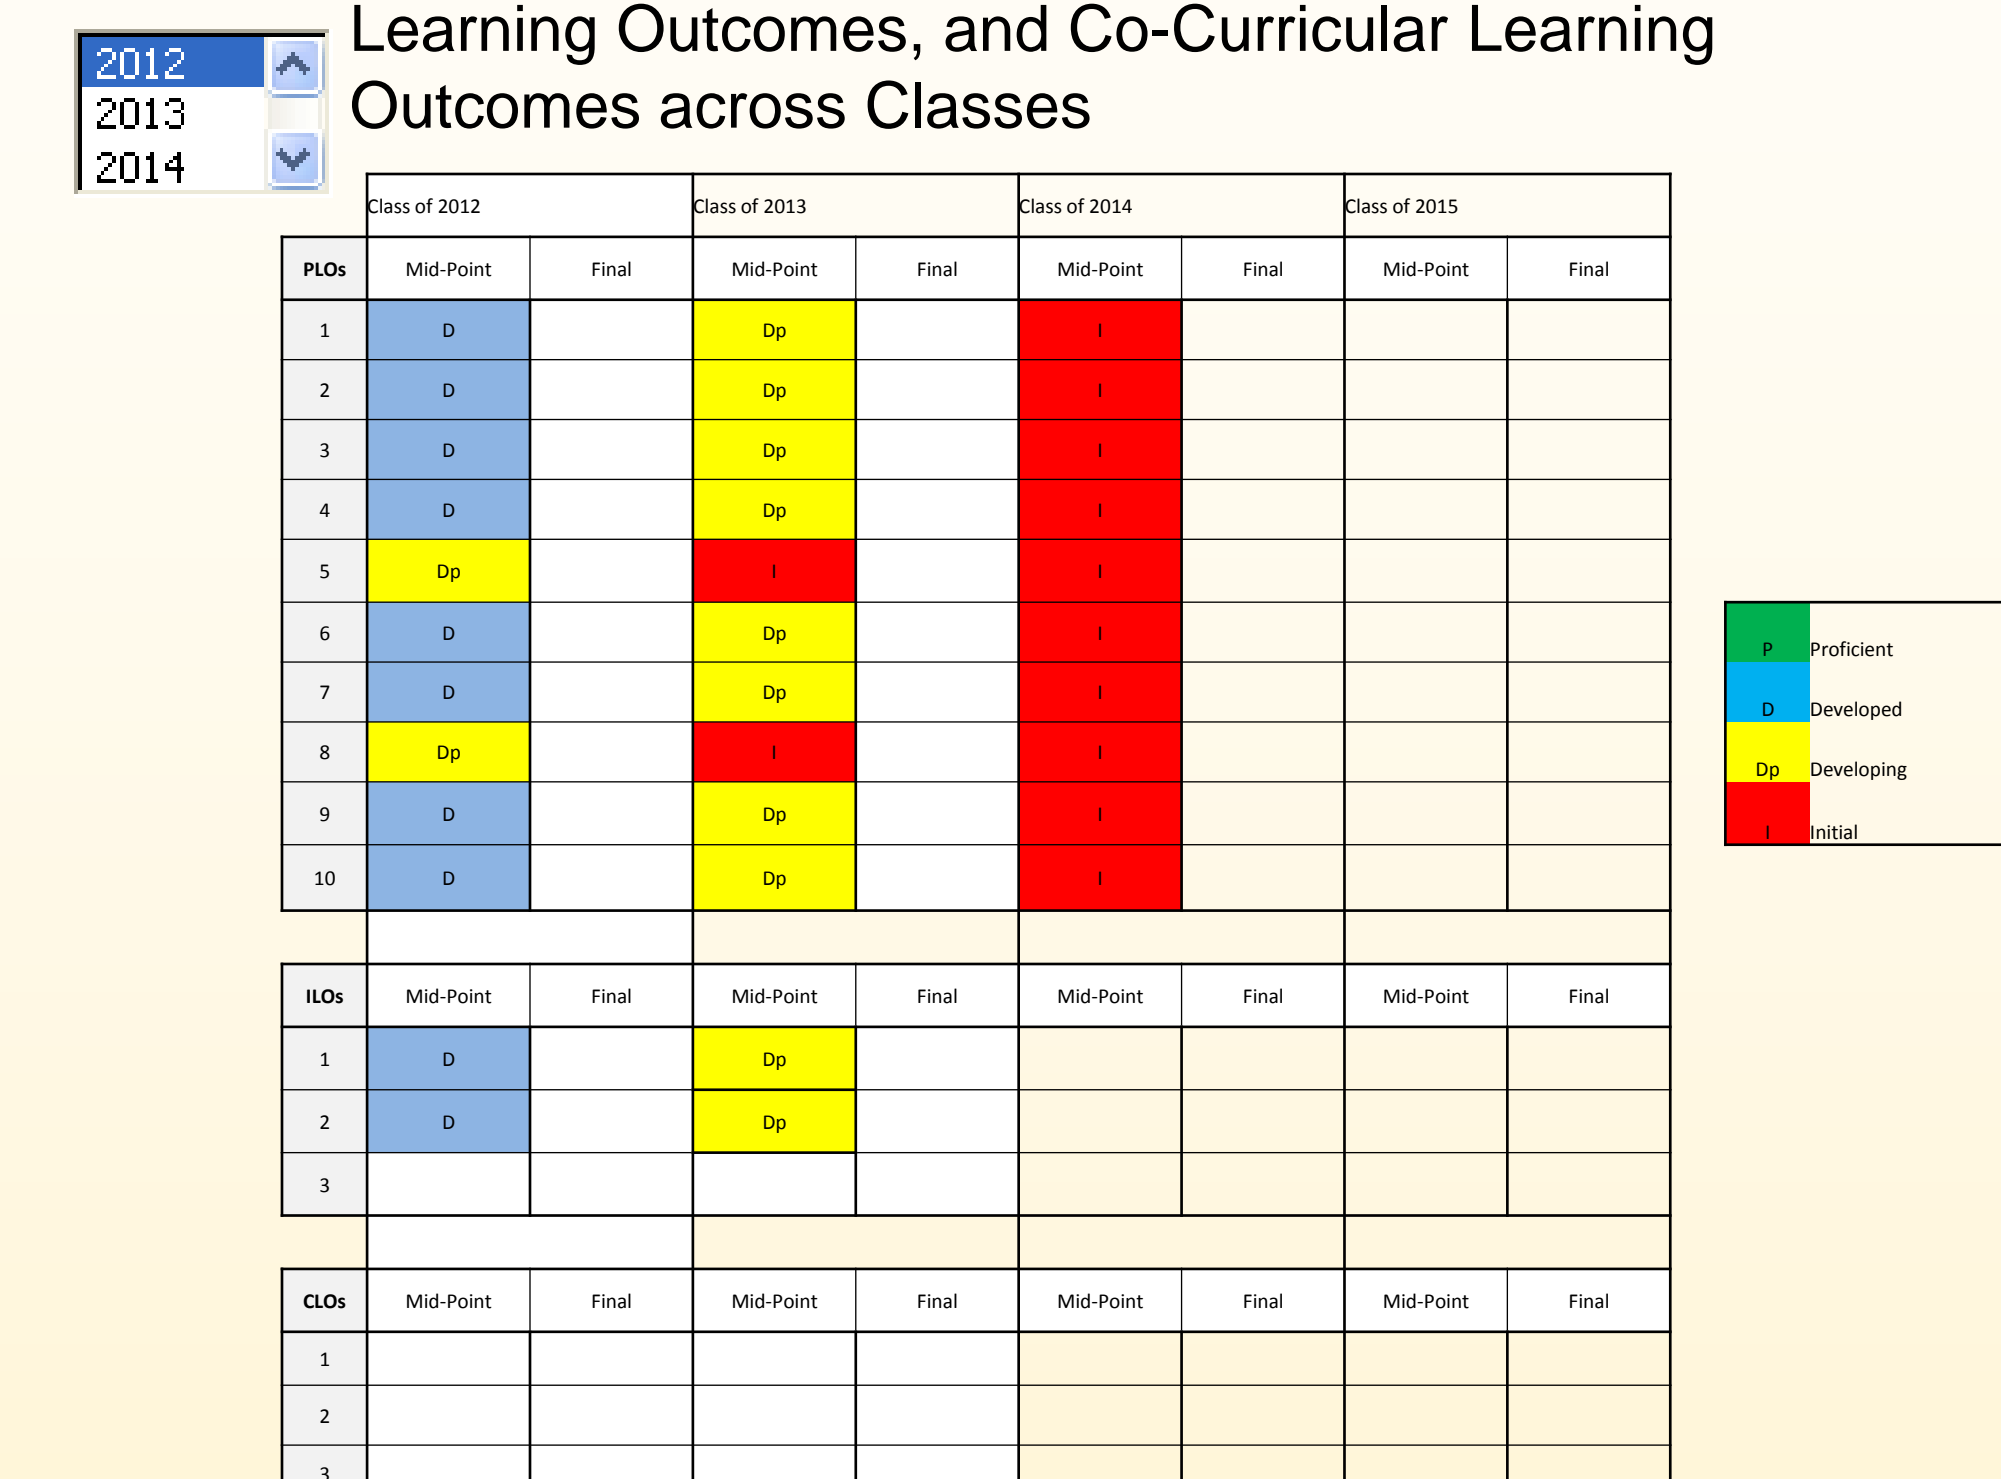 Learning Outcomes, and Co-Curricular Learning
Outcomes across Classes
2012
2013
2014
Class of 2012 Class of 2013 Class of 2014 Class of 2015
PLOs Mid-Point Final Mid-Point Final Mid-Point Final Mid-Point Final
1 D Dp I
2 D Dp I
3 D Dp I
4 D Dp I
5 Dp I I
6 D Dp I
7 D Dp I
8 Dp I I
9 D Dp I
10 D Dp I
P Proficient
D Developed
Dp Developing
I Initial
ILOs Mid-Point Final Mid-Point Final Mid-Point Final Mid-Point Final
1 D Dp
2 D Dp
3
CLOs Mid-Point Final Mid-Point Final Mid-Point Final Mid-Point Final
1
2
3